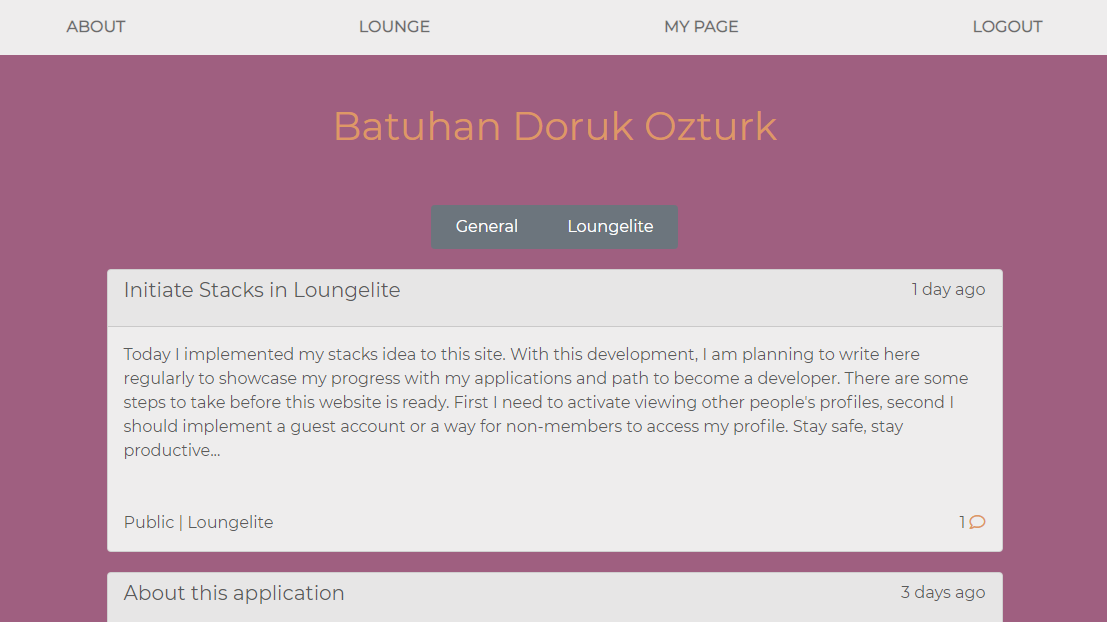 ABOUT LOUNGE MY PAGE LOGOUT
Batuhan Doruk Ozturk
General Loungelite
Initiate Stacks in Loungelite 1 day ago
Today I implemented my stacks idea to this site. With this development, I am planning to write here
regularly to showcase my progress with my applications and path to become a developer. There are some
steps to take before this website is ready. First I need to activate viewing other people's profiles, second I
should implement a guest account or a way for non-members to access my profile. Stay safe, stay
productive...
Public | Loungelite 1
About this application 3 days ago